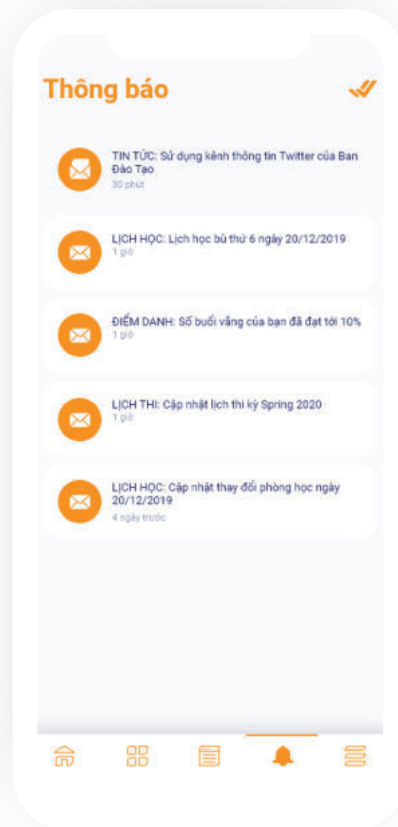 Thông báo
TIN TỨC: Sử dụng kênh thông tin Twitter của Ban
Đào Tạo
30 phút
LỊCH HỌC: Lịch học bù thứ 6 ngày 20/12/2019
1 giờ
ĐIỂM DANH: Số buổi vắng của bạn đã đạt tới 10%
1 giờ
LỊCH THI: Cập nhật lịch thi kỳ Spring 2020
1 giờ
LỊCH HỌC: Cập nhật thay đổi phòng học ngày
20/12/2019
4 ngày trước